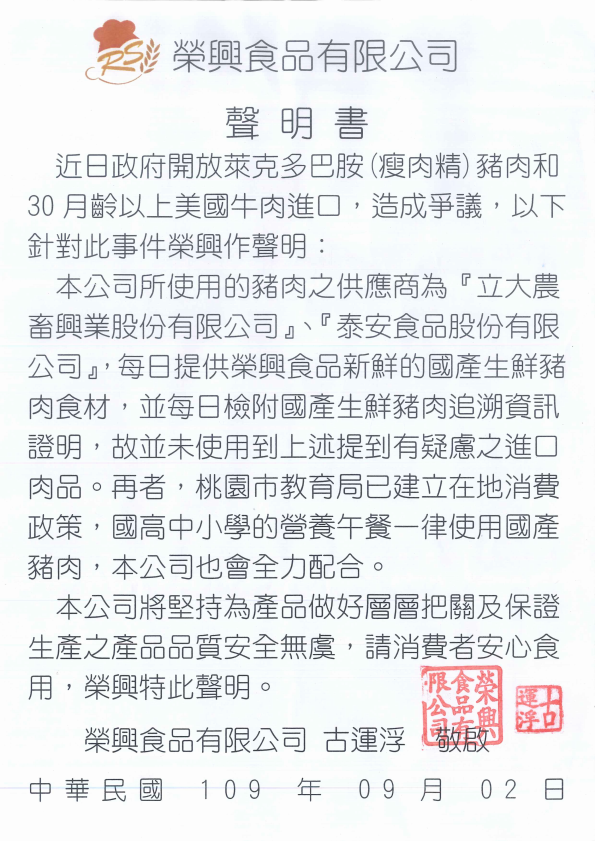 RS 榮興食品有限公司
聲明書
近日政府開放萊克多巴胺(瘦肉精)豬肉和
30月齡以上美國牛肉進口，造成爭議，以下
針對此事件榮興作聲明：
本公司所使用的豬肉之供應商為『立大農
畜興業股份有限公司』、『泰安食品股份有限
公司』，每日提供榮興食品新鮮的國產生鮮豬
肉食材，並每日檢附國產生鮮豬肉追溯資訊
證明，故並未使用到上述提到有疑慮之進口
肉品。再者，桃園市教育局已建立在地消費
政策，國高中小學的營養午餐一律使用國產
豬肉，本公司也會全力配合。
本公司將堅持為產品做好層層把關及保證
生產之產品品質安全無虞，請消費者安心食
用，榮興特此聲明。
榮興食品有限公司
古運浮
榮興食品有限公司 古運浮 敬啟
中華民國 109 年 09 月 02 日